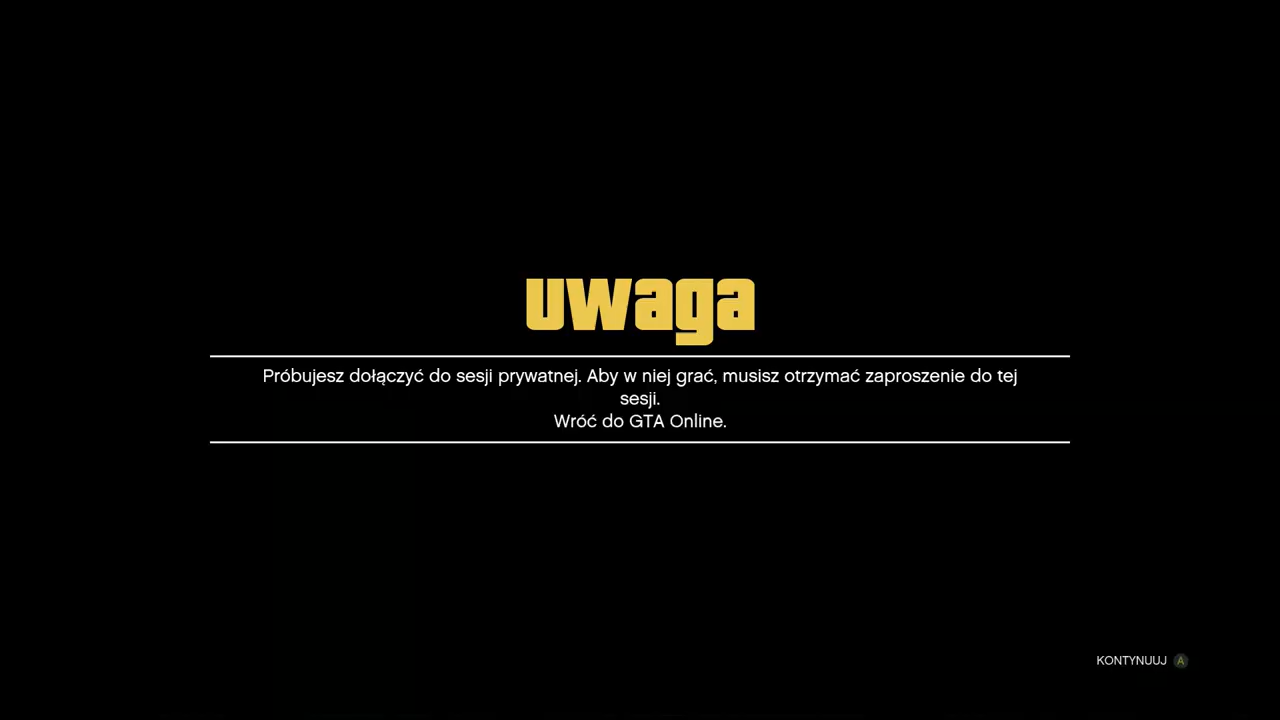 uwaga
Próbujesz dołączyć do sesji prywatnej. Aby w niej grać, musisz otrzymać zaproszenie do tej
sesji.
Wróć do GTA Online.
KONTYNUUJ A